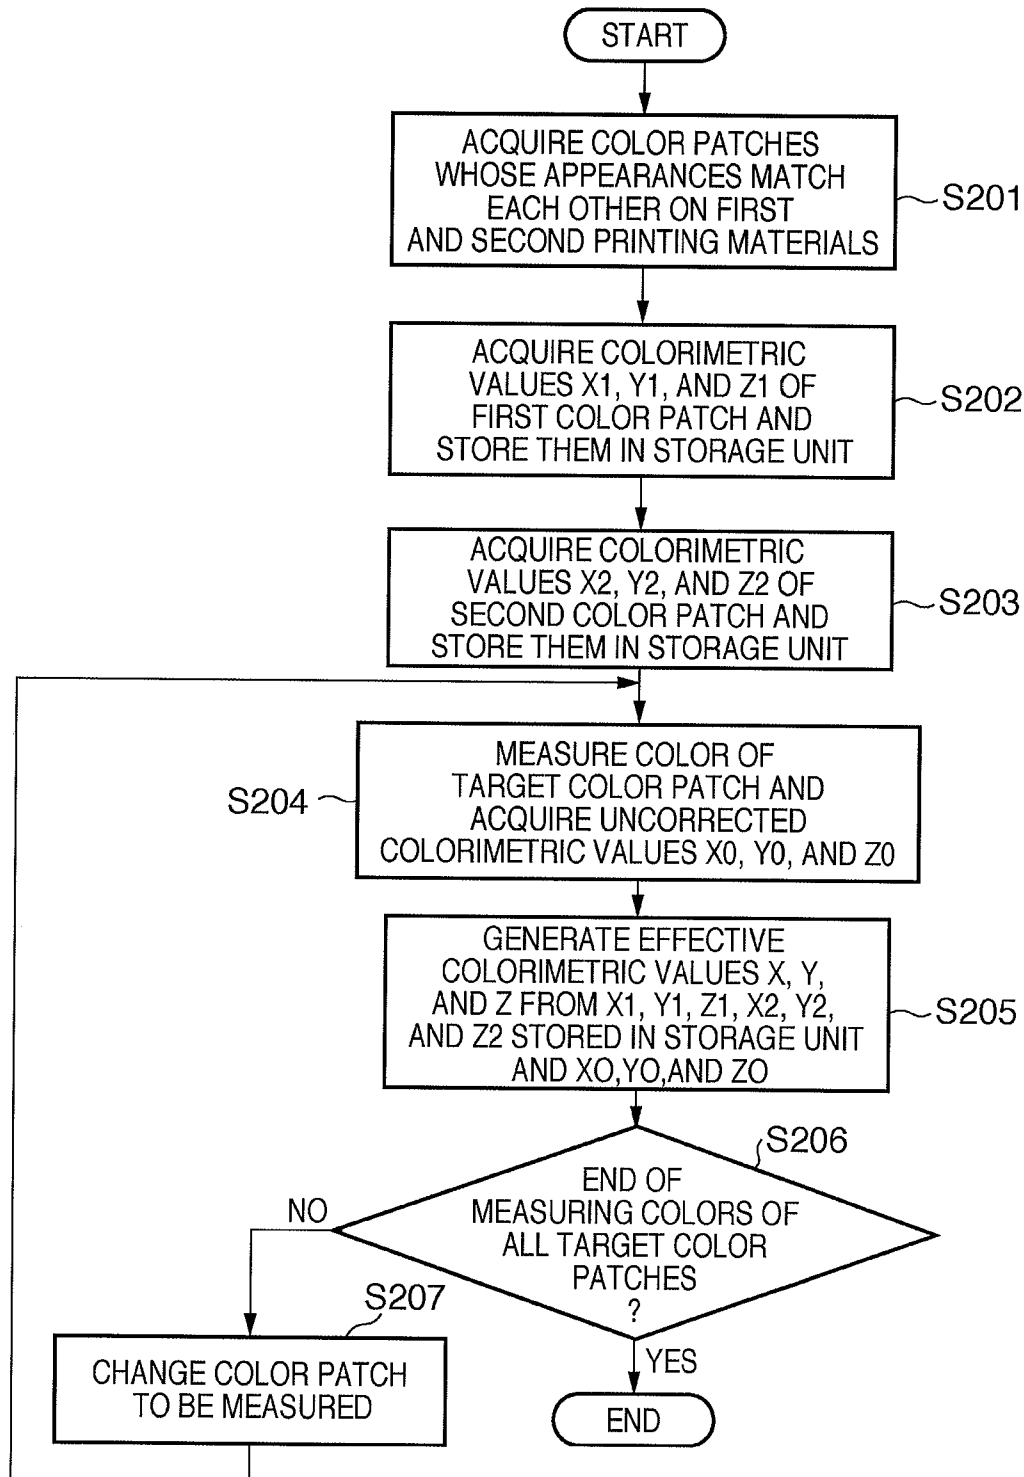 START
ACQUIRE COLOR PATCHES
WHOSE APPEARANCES MATCH
EACH OTHER ON FIRST
AND SECOND PRINTING MATERIALS
S201
ACQUIRE COLORIMETRIC
VALUES X1, Y1, AND Z1 OF
FIRST COLOR PATCH AND
STORE THEM IN STORAGE UNIT
S202
ACQUIRE COLORIMETRIC
VALUES X2, Y2, AND Z2 OF
SECOND COLOR PATCH AND
STORE THEM IN STORAGE UNIT
S203
MEASURE COLOR OF
TARGET COLOR PATCH AND
ACQUIRE UNCORRECTED
COLORIMETRIC VALUES X0, Y0, AND Z0
S204
GENERATE EFFECTIVE
COLORIMETRIC VALUES X, Y,
AND Z FROM X1, Y1, Z1, X2, Y2,
AND Z2 STORED IN STORAGE UNIT
AND XO,YO,AND ZO
S205
S206
END OF
MEASURING COLORS OF
ALL TARGET COLOR
PATCHES
?
NO
S207
CHANGE COLOR PATCH
TO BE MEASURED
YES
END